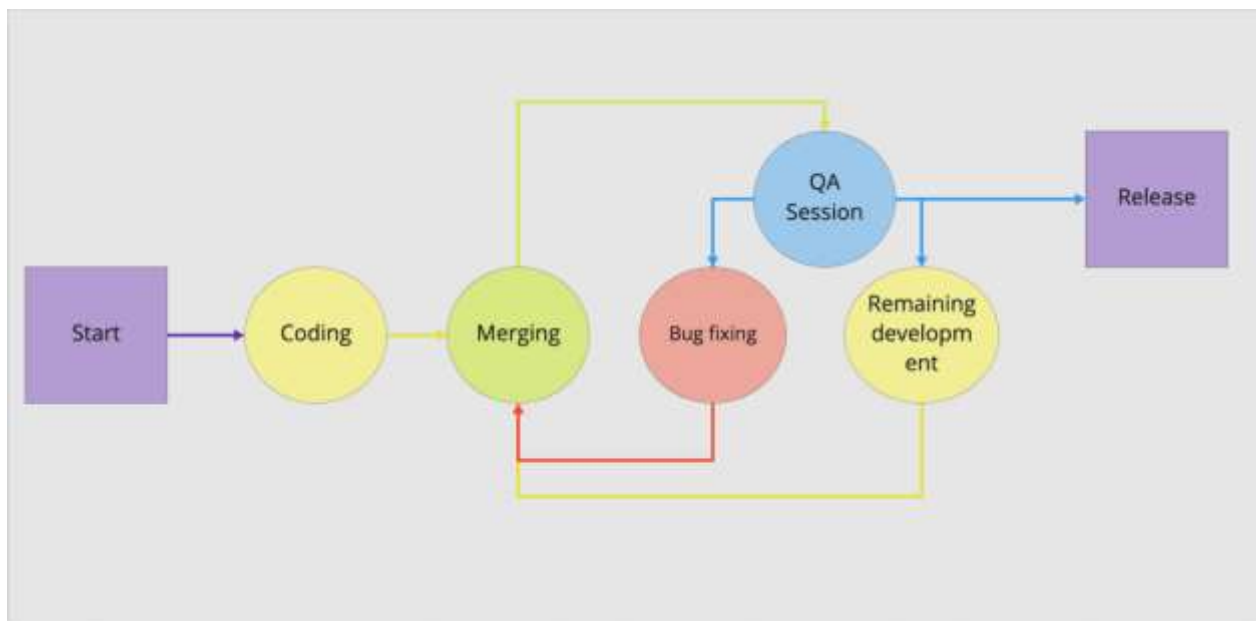 QA
Session
Release
Start
Coding
Merging
Bug fixing
Remaining
developm
ent